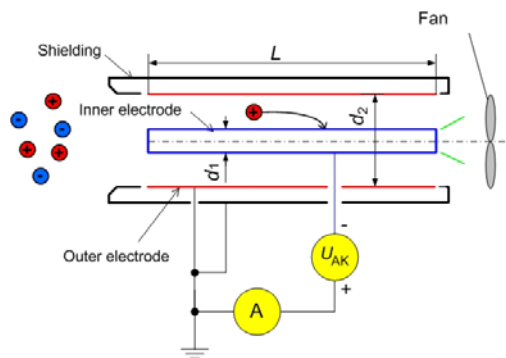 Fan
Shielding
L
Inner electrode
+
d2
-
+
-
+
+
-
d1
Outer electrode
-
UAK
+
A